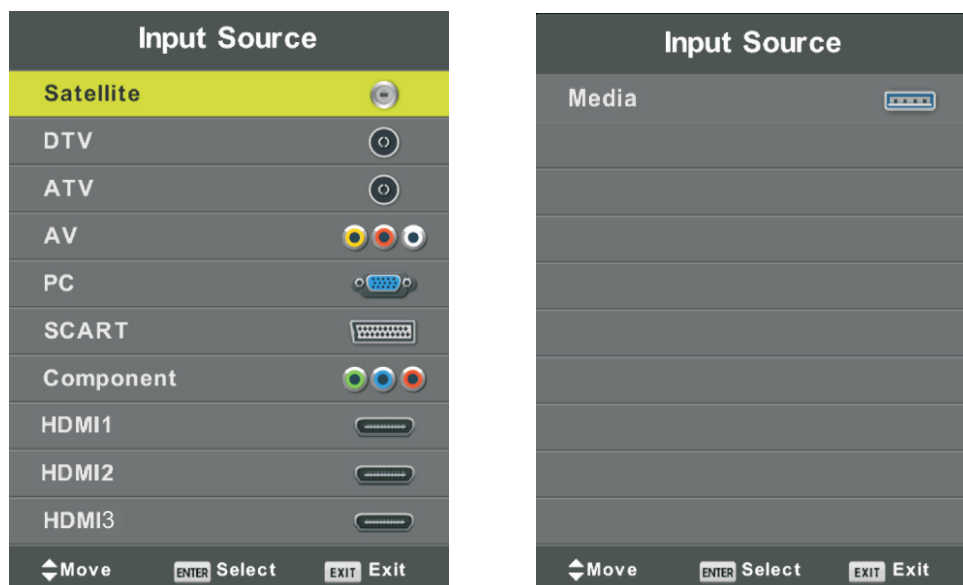 Input Source
Satellite
DTV
ATV
AV
PC
SCART
Component
HDMI1
HDMI2
HDMI3
Move ENTER Select EXIT Exit
Input Source
Media
Move ENTER Select EXIT Exit